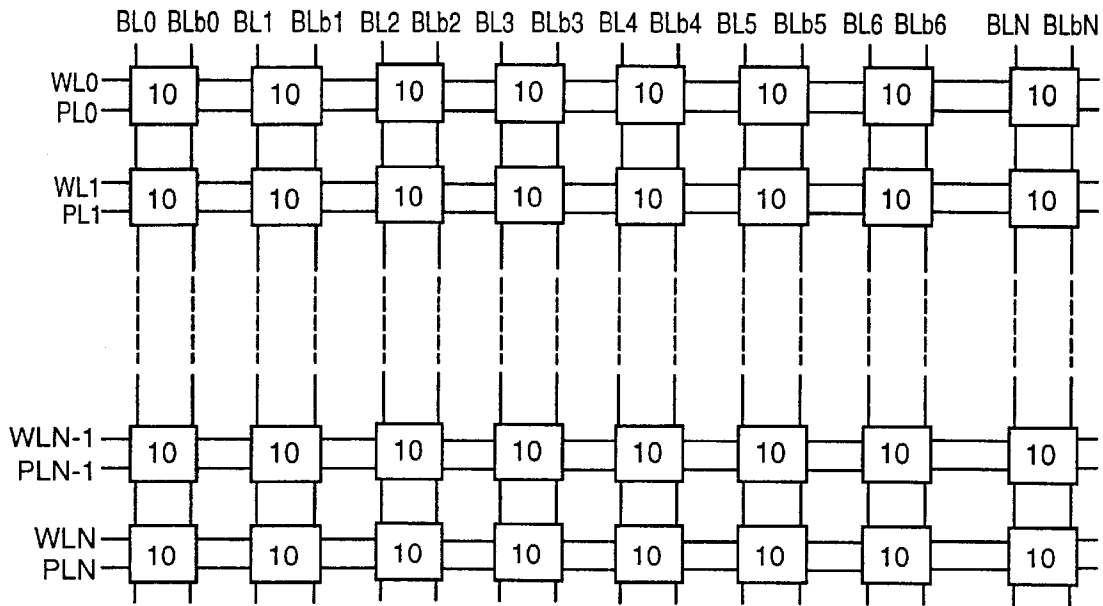 BL0 BLb0 BL1 BLb1 BL2 BLb2 BL3 BLb3 BL4 BLb4 BL5 BLb5 BL6 BLb6 BLN BLbN
WL0 10 10 10 10 10 10 10 10
PL0
WL1 10 10 10 10 10 10 10 10
PL1
WLN-1 10 10 10 10 10 10 10 10
PLN-1
WLN 10 10 10 10 10 10 10 10
PLN